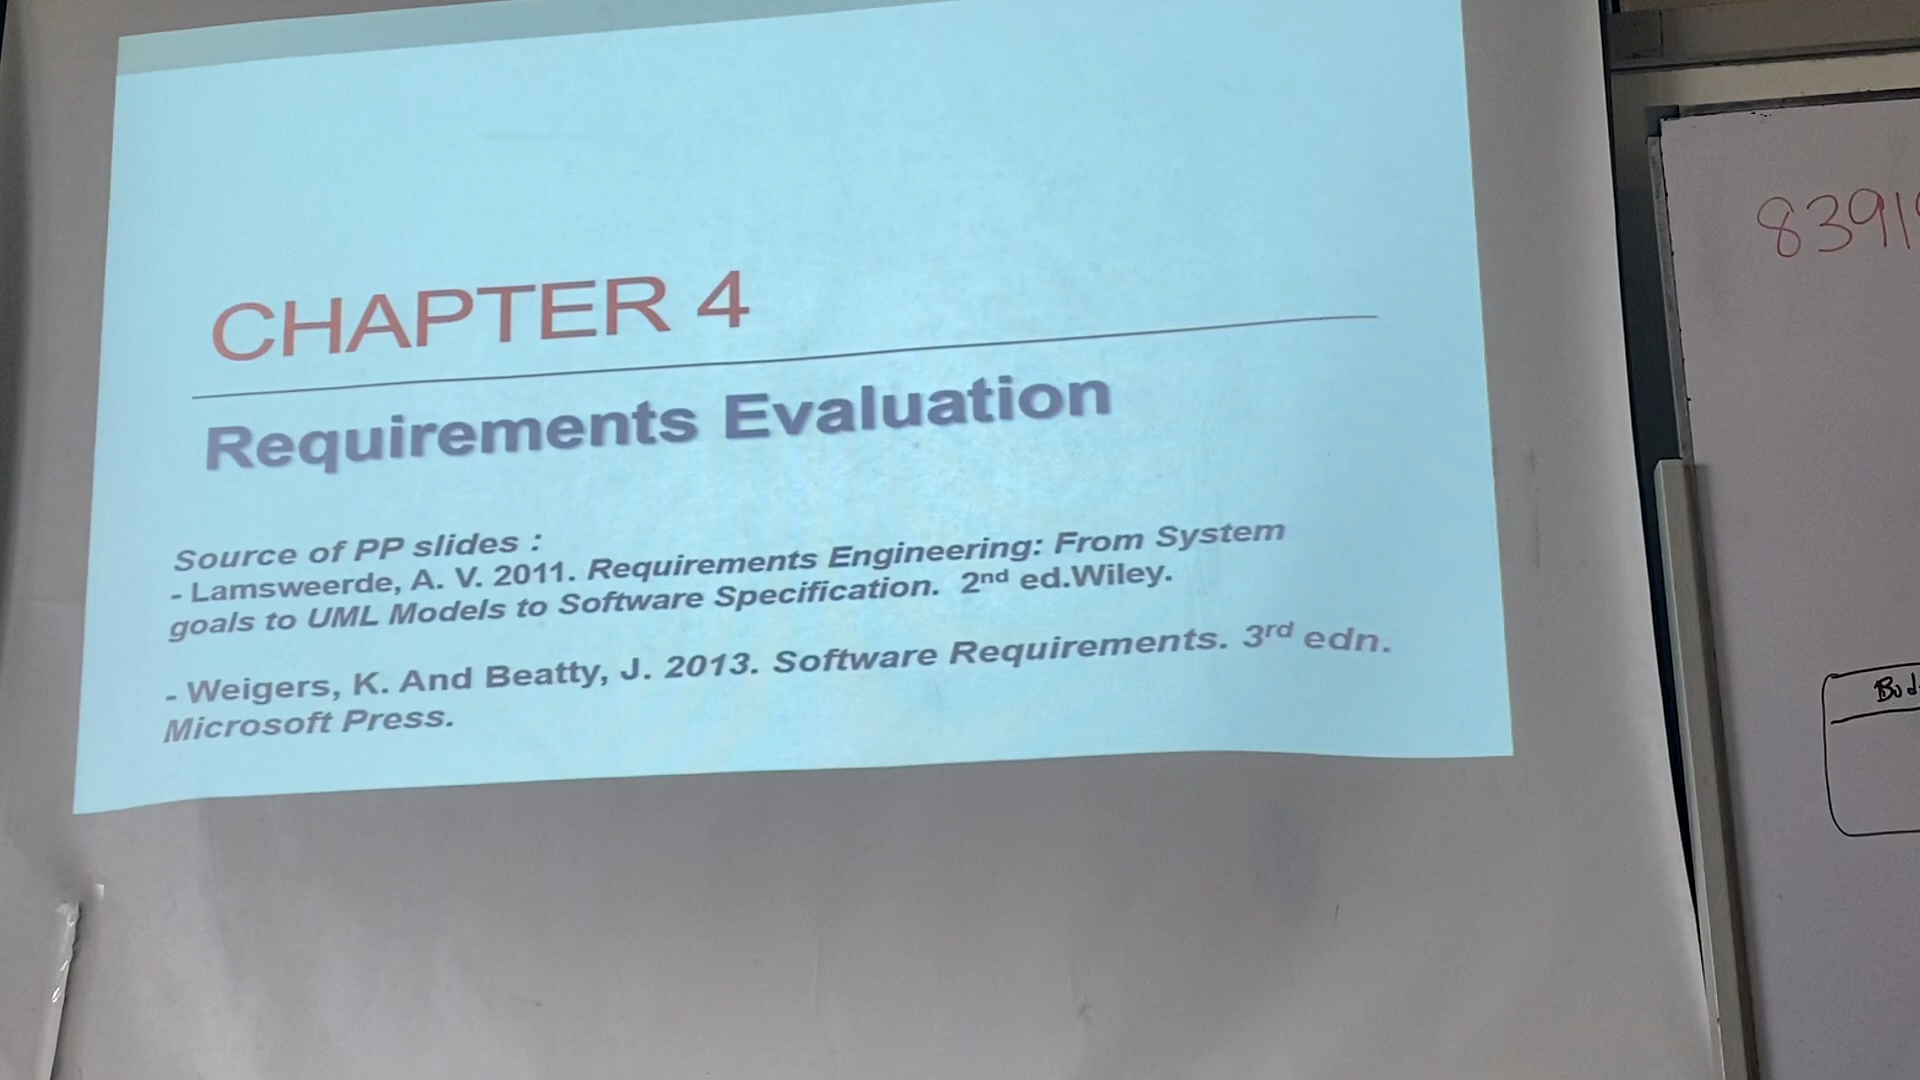 CHAPTER 4
Requirements Evaluation
Source of PP slides :
- Lamsweerde, A. V. 2011. Requirements Engineering: From System
goals to UML Models to Software Specification. 2nd ed.Wiley.
- Weigers, K. And Beatty, J. 2013. Software Requirements. 3rd edn.
Microsoft Press.
8391